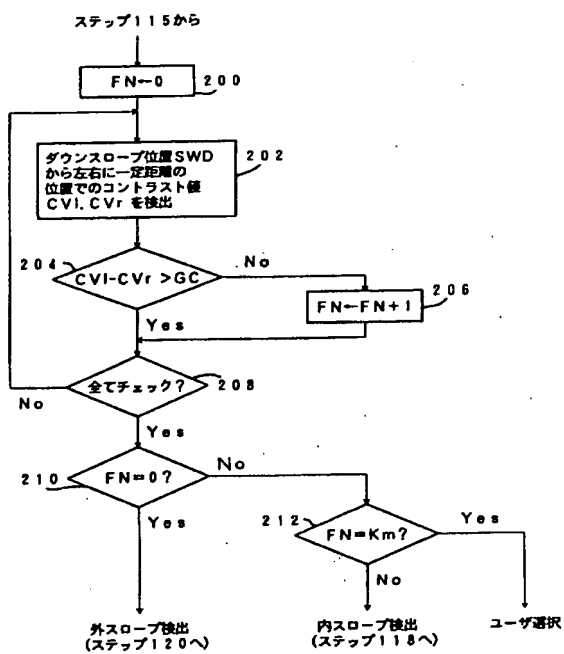 ステップ115から
FN←0
200
ダウンスロープ位置SWD
から左右に一定距離の
位置でのコントラスト値
CVl,CVr を検出
202
204
CVl-CVr >GC
No
206
FN←FN+1
Yes
全てチェック?
208
No
Yes
210
FN=0?
No
Yes
212
FN=Km?
Yes
No
外スロープ検出
(ステップ120へ)
内スロープ検出
(ステップ118へ)
ユーザ選択